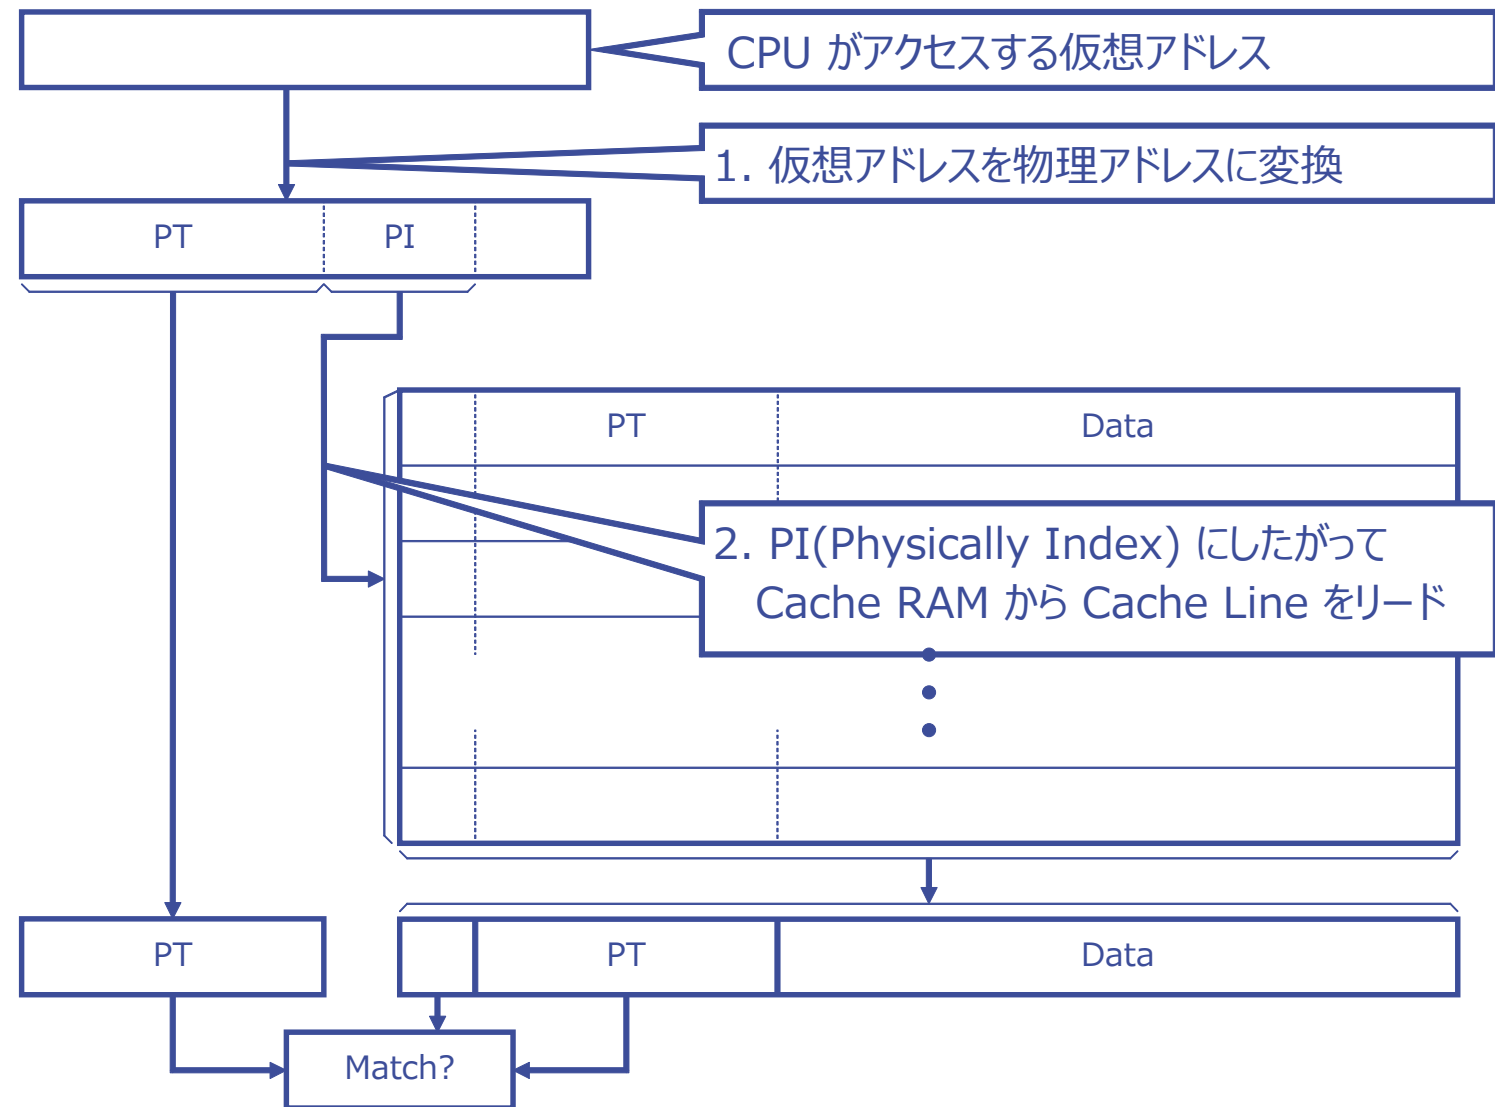 CPU がアクセスする仮想アドレス
1. 仮想アドレスを物理アドレスに変換
PT PI
PT Data
2. PI(Physically Index) にしたがって
Cache RAM から Cache Line をリード
PT PT Data
Match?